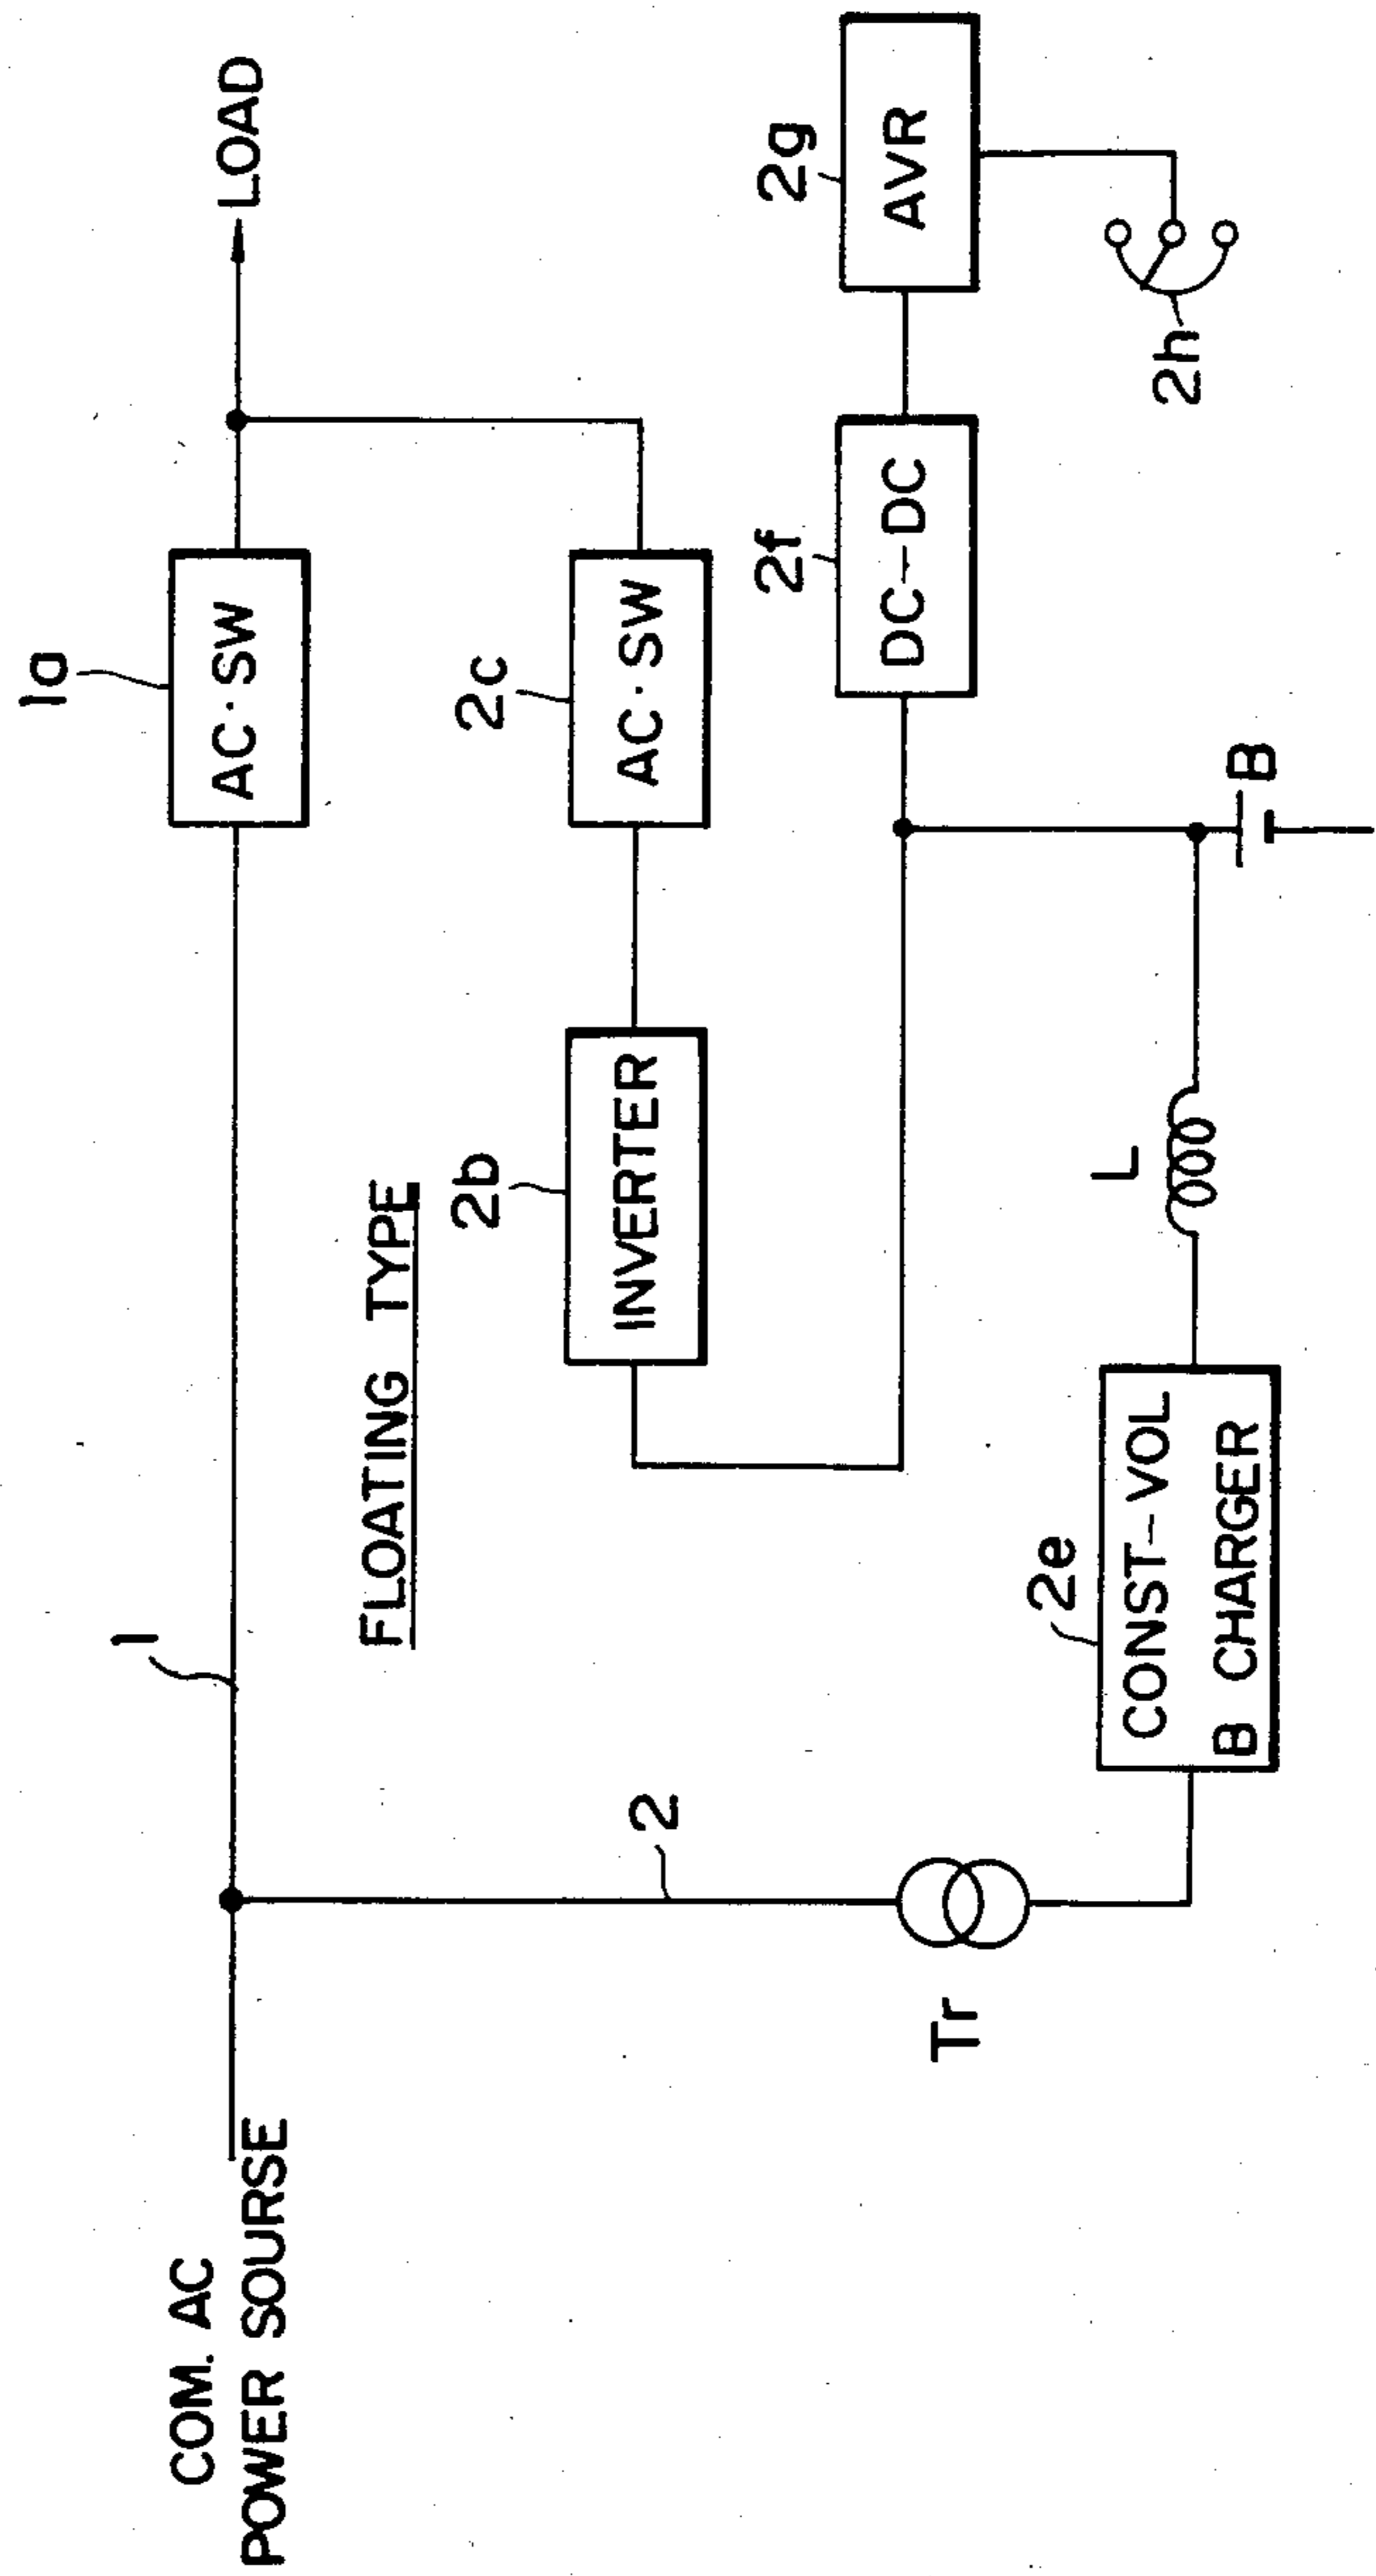 1a
AC·SW
LOAD
1
COM. AC
POWER SOURSE
FLOATING TYPE
2b
INVERTER
2c
AC·SW
2
Tr
2e
CONST-VOL
B CHARGER
L
B
2f
DC-DC
2g
AVR
2h